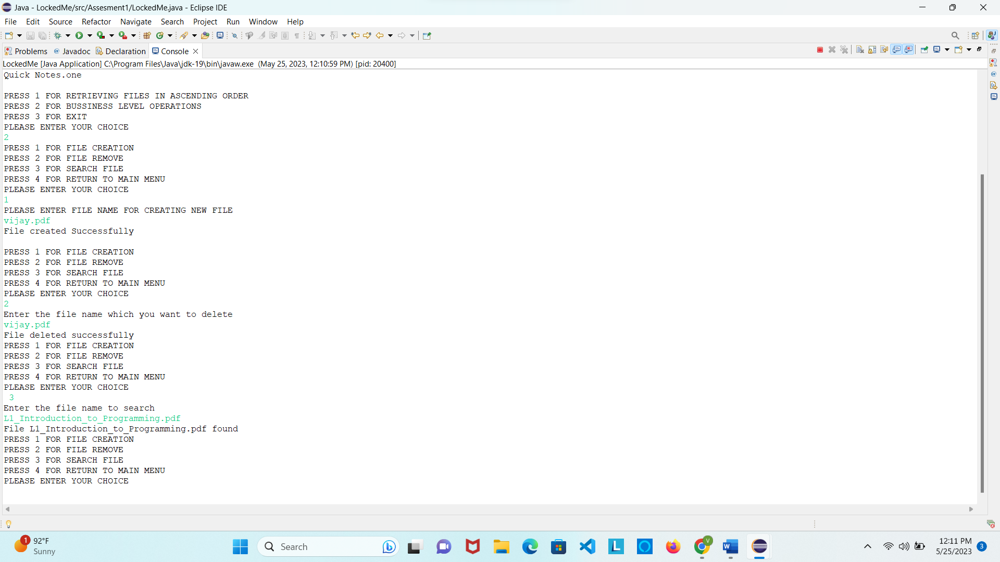 Java - LockedMe/src/Assesment1/LockedMe.java - Eclipse IDE
File Edit Source Refactor Navigate Search Project Run Window Help
Problems @ Javadoc Declaration Console
LockedMe [Java Application] C:\Program Files\Java\jdk-19\bin\javaw.exe (May 25, 2023, 12:10:59 PM) [pid: 20400]
Quick Notes.one
PRESS 1 FOR RETRIEVING FILES IN ASCENDING ORDER
PRESS 2 FOR BUSSINESS LEVEL OPERATIONS
PRESS 3 FOR EXIT
PLEASE ENTER YOUR CHOICE
2
PRESS 1 FOR FILE CREATION
PRESS 2 FOR FILE REMOVE
PRESS 3 FOR SEARCH FILE
PRESS 4 FOR RETURN TO MAIN MENU
PLEASE ENTER YOUR CHOICE
1
PLEASE ENTER FILE NAME FOR CREATING NEW FILE
vijay.pdf
File created Successfully
PRESS 1 FOR FILE CREATION
PRESS 2 FOR FILE REMOVE
PRESS 3 FOR SEARCH FILE
PRESS 4 FOR RETURN TO MAIN MENU
PLEASE ENTER YOUR CHOICE
2
Enter the file name which you want to delete
vijay.pdf
File deleted successfully
PRESS 1 FOR FILE CREATION
PRESS 2 FOR FILE REMOVE
PRESS 3 FOR SEARCH FILE
PRESS 4 FOR RETURN TO MAIN MENU
PLEASE ENTER YOUR CHOICE
3
Enter the file name to search
L1_Introduction_to_Programming.pdf
File L1_Introduction_to_Programming.pdf found
PRESS 1 FOR FILE CREATION
PRESS 2 FOR FILE REMOVE
PRESS 3 FOR SEARCH FILE
PRESS 4 FOR RETURN TO MAIN MENU
PLEASE ENTER YOUR CHOICE
1 92°F
Sunny
Search
V
12:11 PM
5/25/2023
3